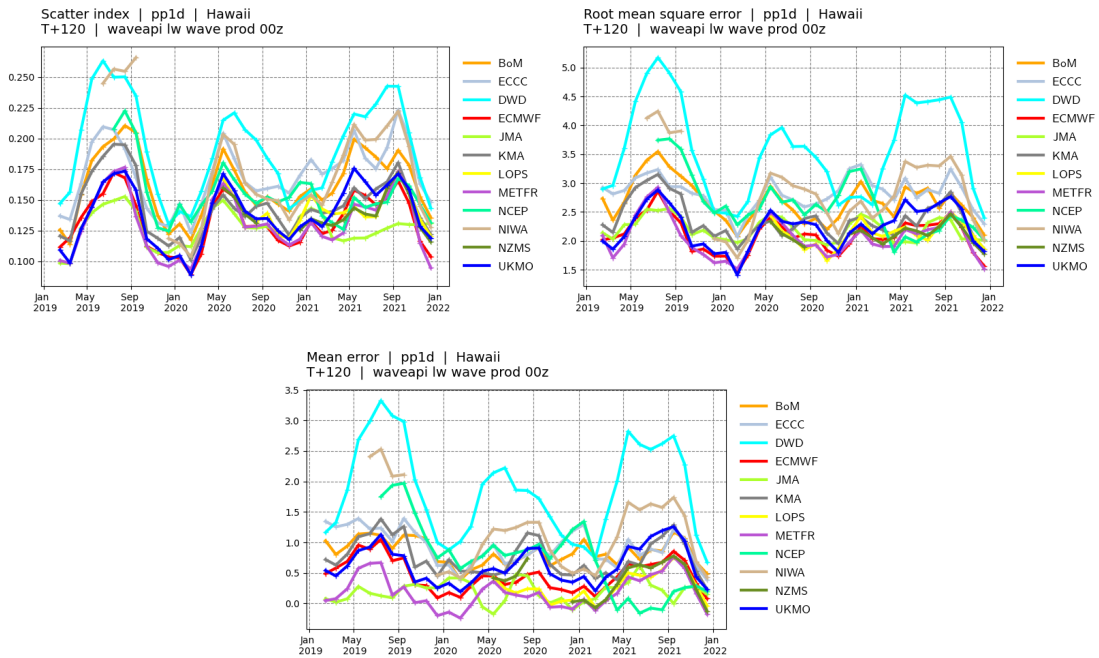 Scatter index | pp1d | Hawaii
T+120 | waveapi lw wave prod 00z
0.250
0.225
0.200
0.175
0.150
0.125
0.100
Jan 2019
May 2019
Sep 2019
Jan 2020
May 2020
Sep 2020
Jan 2021
May 2021
Sep 2021
Jan 2022
BoM
ECCC
DWD
ECMWF
JMA
KMA
LOPS
METFR
NCEP
NIWA
NZMS
UKMO
Root mean square error | pp1d | Hawaii
T+120 | waveapi lw wave prod 00z
5.0
4.5
4.0
3.5
3.0
2.5
2.0
1.5
Jan 2019
May 2019
Sep 2019
Jan 2020
May 2020
Sep 2020
Jan 2021
May 2021
Sep 2021
Jan 2022
BoM
ECCC
DWD
ECMWF
JMA
KMA
LOPS
METFR
NCEP
NIWA
NZMS
UKMO
Mean error | pp1d | Hawaii
T+120 | waveapi lw wave prod 00z
3.5
3.0
2.5
2.0
1.5
1.0
0.5
0.0
Jan 2019
May 2019
Sep 2019
Jan 2020
May 2020
Sep 2020
Jan 2021
May 2021
Sep 2021
Jan 2022
BoM
ECCC
DWD
ECMWF
JMA
KMA
LOPS
METFR
NCEP
NIWA
NZMS
UKMO